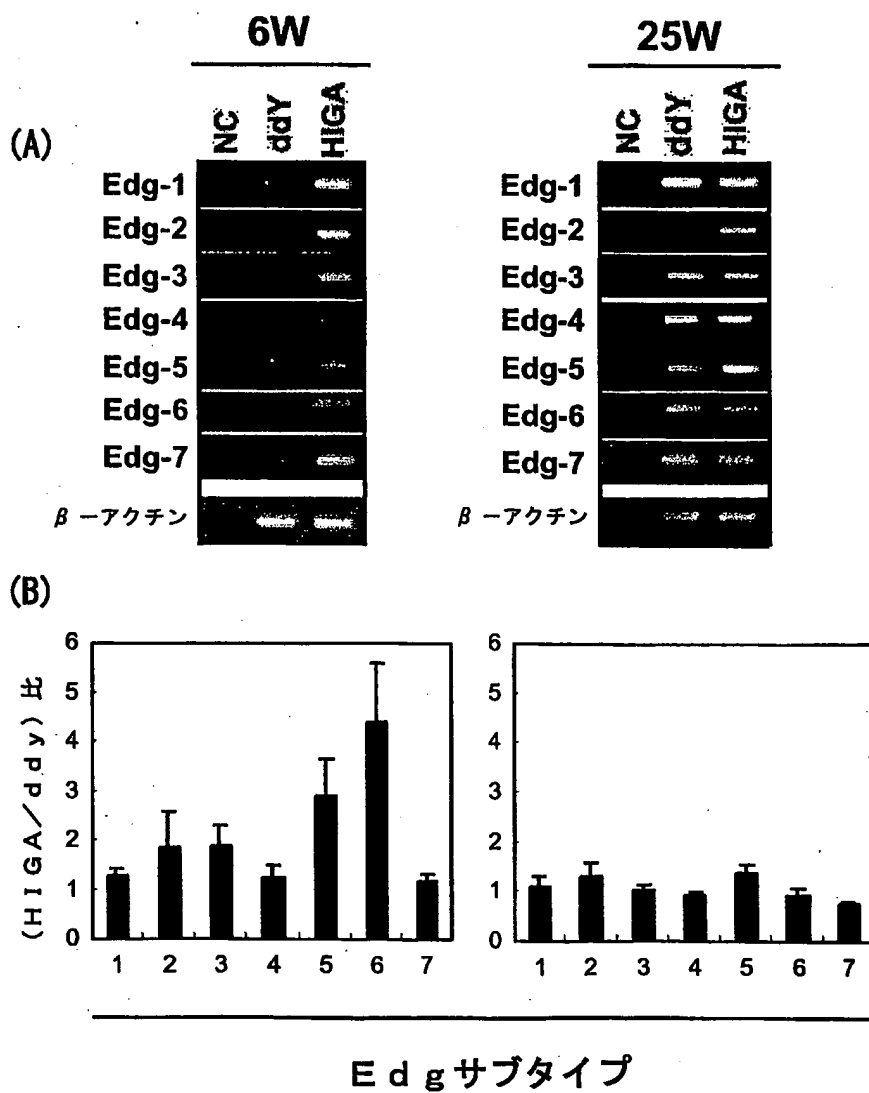 6W
25W
(A)
NC ddY HIGA
NC ddY HIGA
Edg-1
Edg-2
Edg-3
Edg-4
Edg-5
Edg-6
Edg-7
β－アクチン
Edg-1
Edg-2
Edg-3
Edg-4
Edg-5
Edg-6
Edg-7
β－アクチン
(B)
(HIGA/ddy) 比
6
5
4
3
2
1
0
1 2 3 4 5 6 7
6
5
4
3
2
1
0
1 2 3 4 5 6 7
Edgサブタイプ